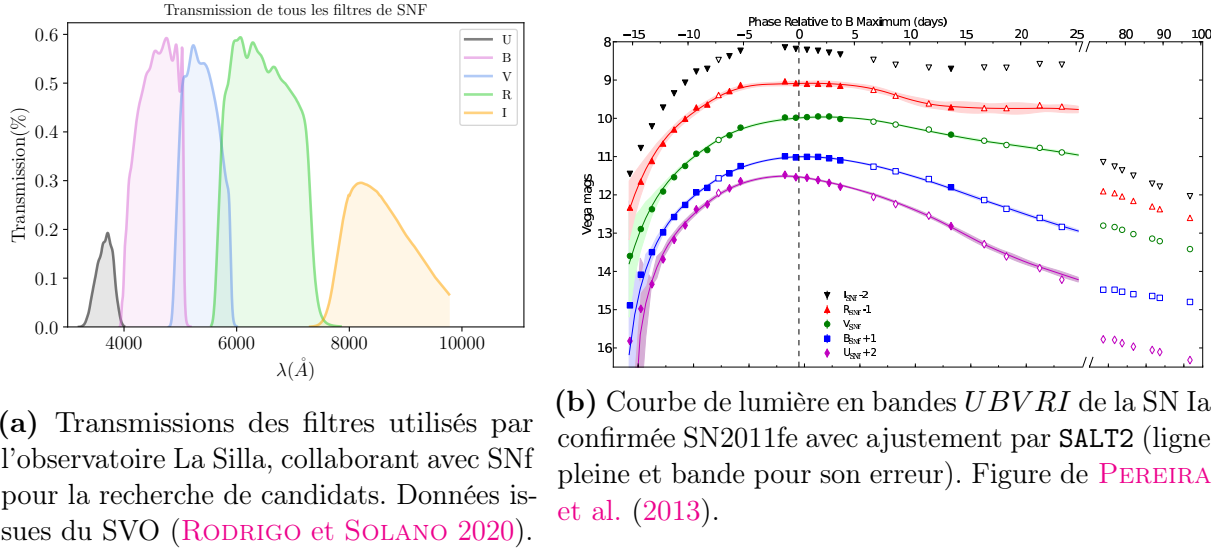 Transmission de tous les filtres de SNF
0.6
0.5
0.4
0.3
0.2
0.1
0.0
Transmission(%)
4000 6000 8000 10000
λ(Å)
U
B
V
R
I
Phase Relative to B Maximum (days)
−15 −10 −5 0 5 10 15 20 25 75 80 85 90 95 100
8
9
10
11
12
13
14
15
16
Vega mags
I_SNf-2
R_SNf-1
V_SNf
B_SNf+1
U_SNf+2
(a) Transmissions des filtres utilisés par
l'observatoire La Silla, collaborant avec SNf
pour la recherche de candidats. Données is-
sues du SVO (RODRIGO et SOLANO 2020).
(b) Courbe de lumière en bandes UBVRI de la SN Ia
confirmée SN2011fe avec ajustement par SALT2 (ligne
pleine et bande pour son erreur). Figure de PEREIRA
et al. (2013).